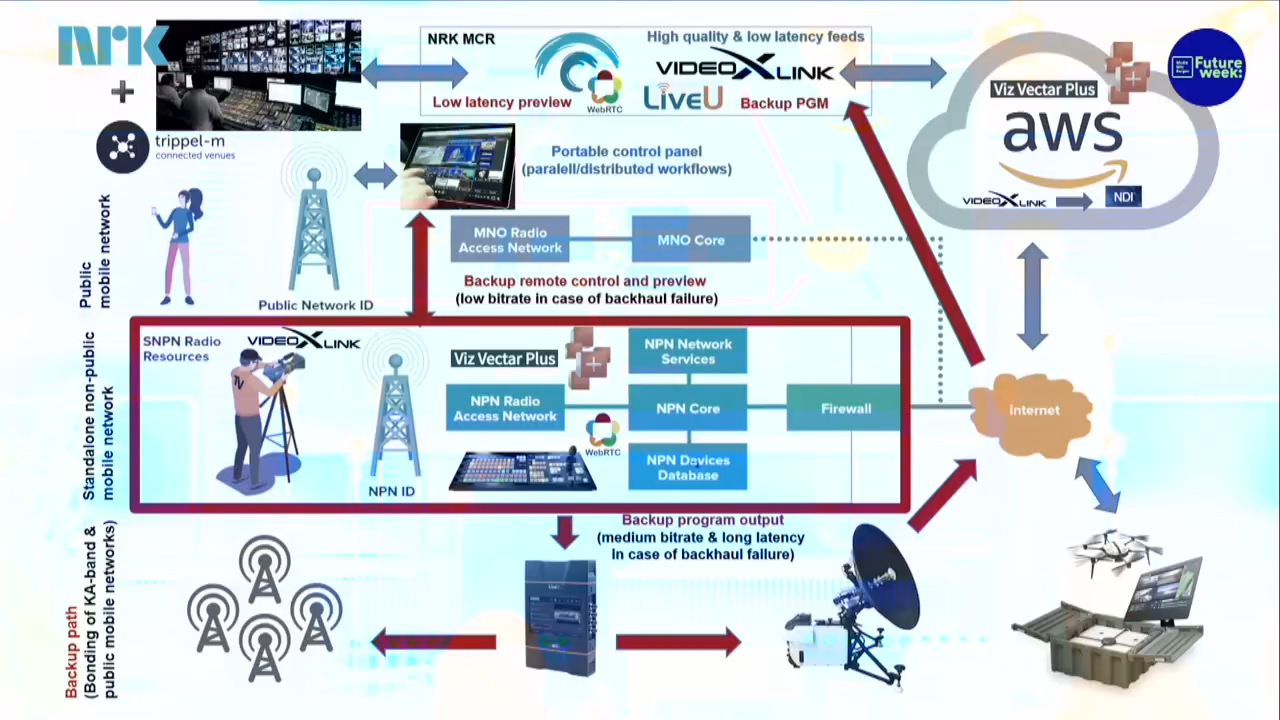 NRK
+
trippel-m
connected venues
NRK MCR
High quality & low latency feeds
VIDEOXLINK
Low latency preview
WebRTC
LiveU
Backup PGM
Viz Vectar Plus
aws
VIDEOXLINK
NDI
Future
week:
Portable control panel
(paralell/distributed workflows)
Public
mobile network
Public Network ID
MNO Radio
Access Network
MNO Core
Backup remote control and preview
(low bitrate in case of backhaul failure)
Standalone non-public
mobile network
SNPN Radio
Resources
VIDEOXLINK
TV
NPN ID
Viz Vectar Plus
NPN Radio
Access Network
WebRTC
NPN Network
Services
NPN Core
NPN Devices
Database
Firewall
Internet
Backup path
(Bonding of KA-band &
public mobile networks)
Backup program output
(medium bitrate & long latency
in case of backhaul failure)